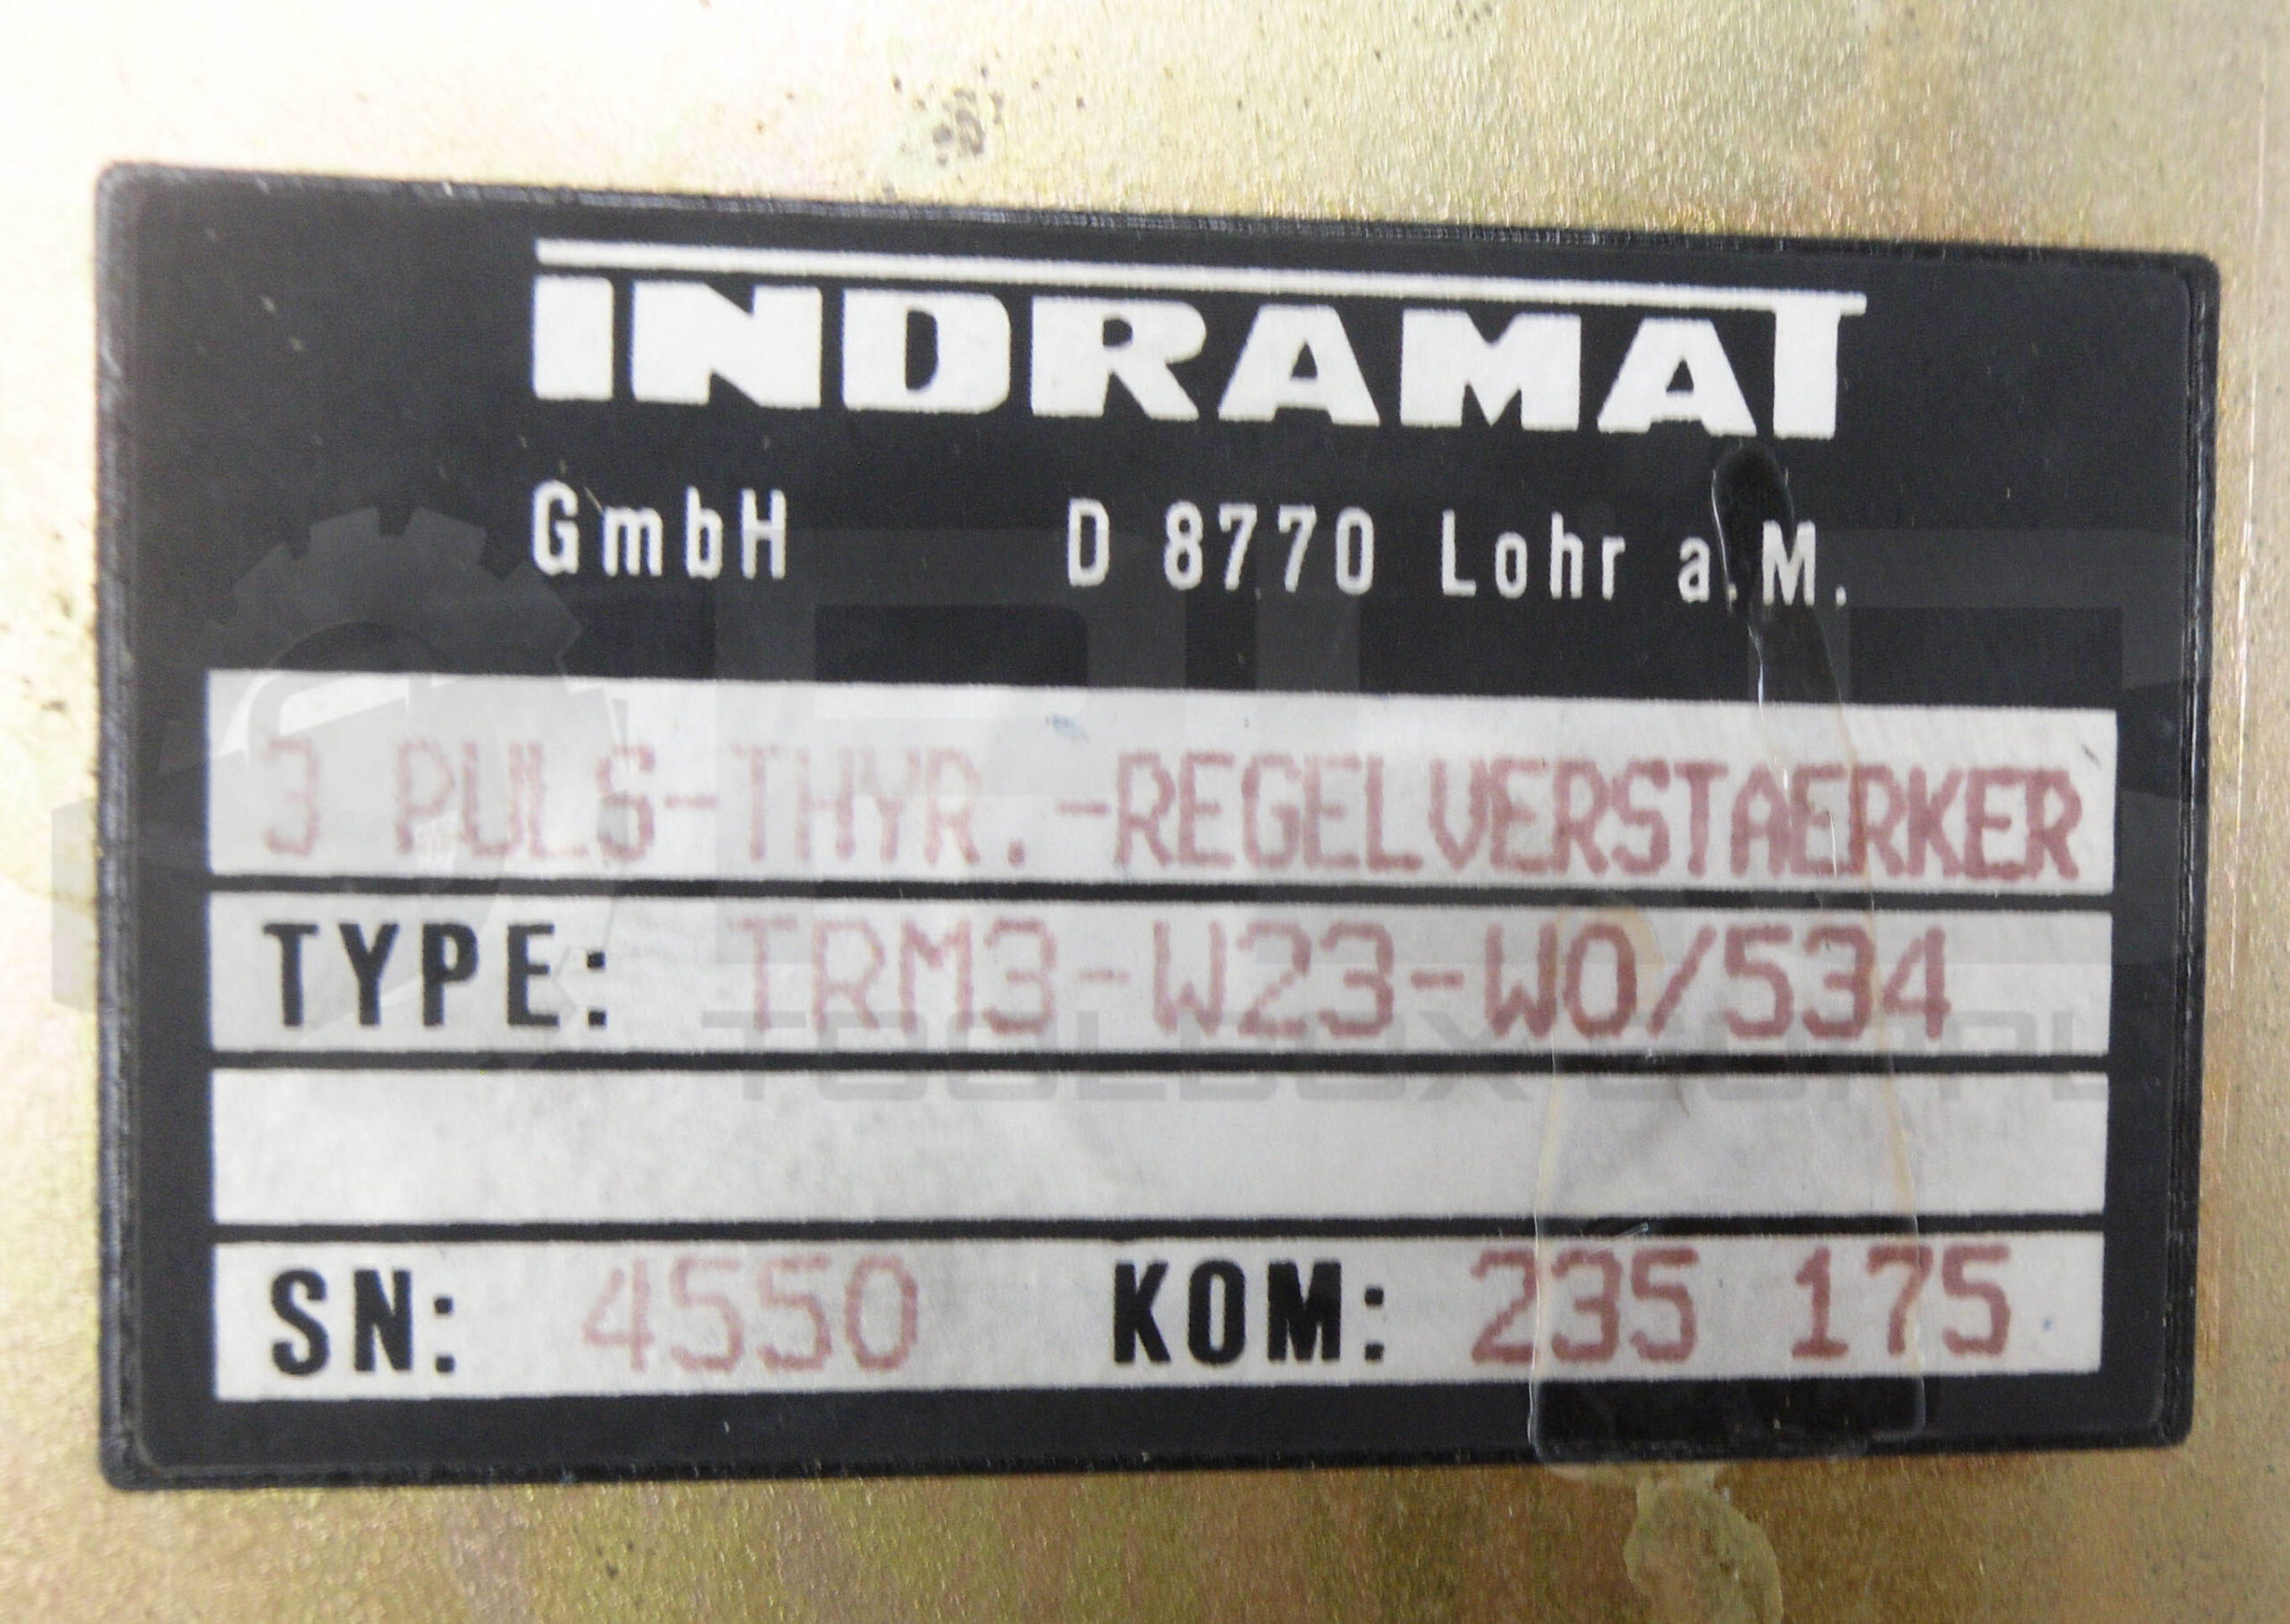 INDRAMAT
GmbH D 8770 Lohr a.M.
3 PULS-THYR.-REGELVERSTAERKER
TYPE: TRM3-W23-W0/534
SN: 4550 KOM: 235 175